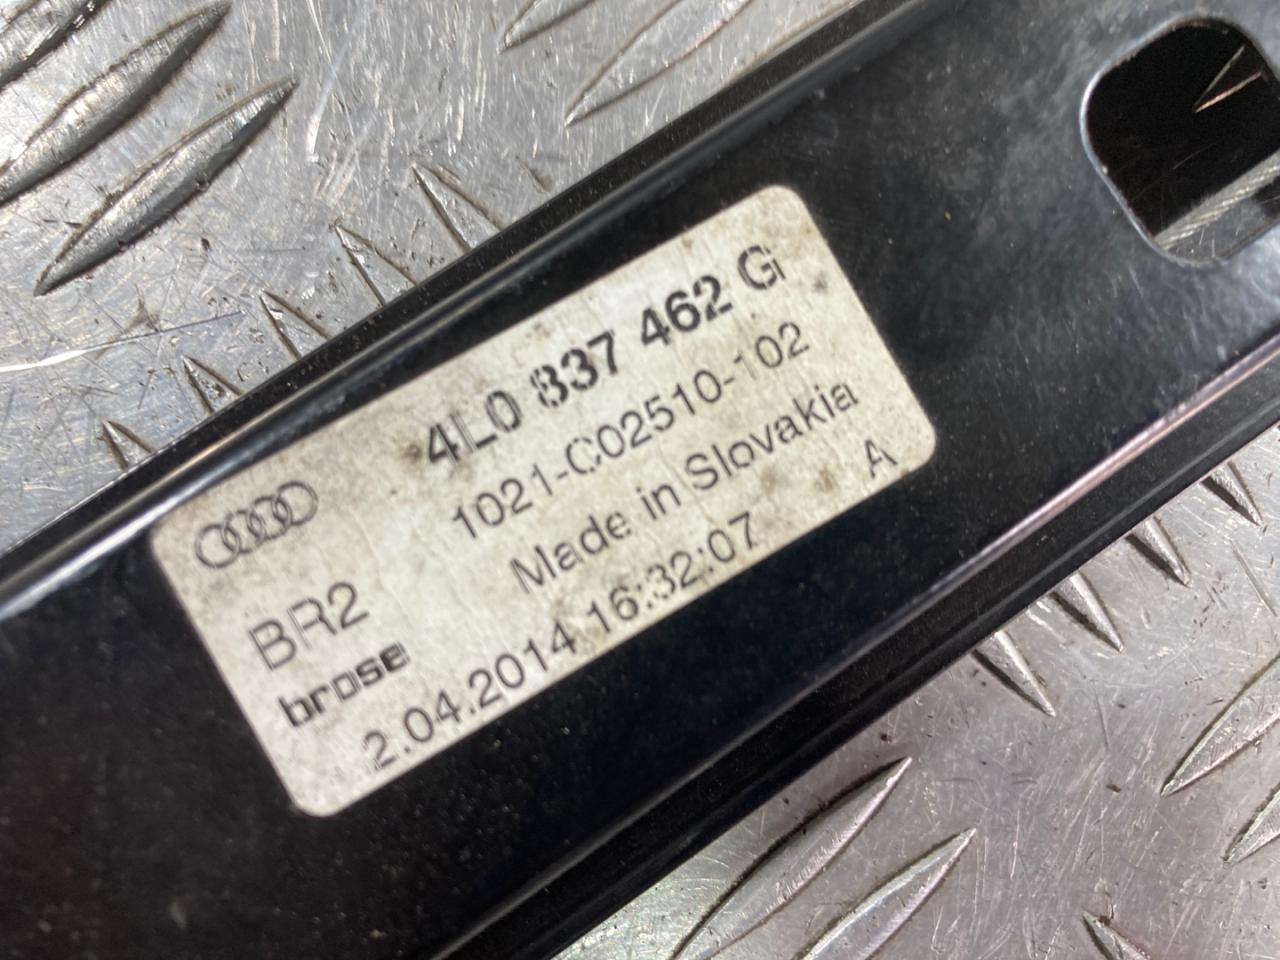 4L0 837 462 G
1021-C02510-102
Made in Slovakia
A
BR2
brose
2.04.2014 16:32:07